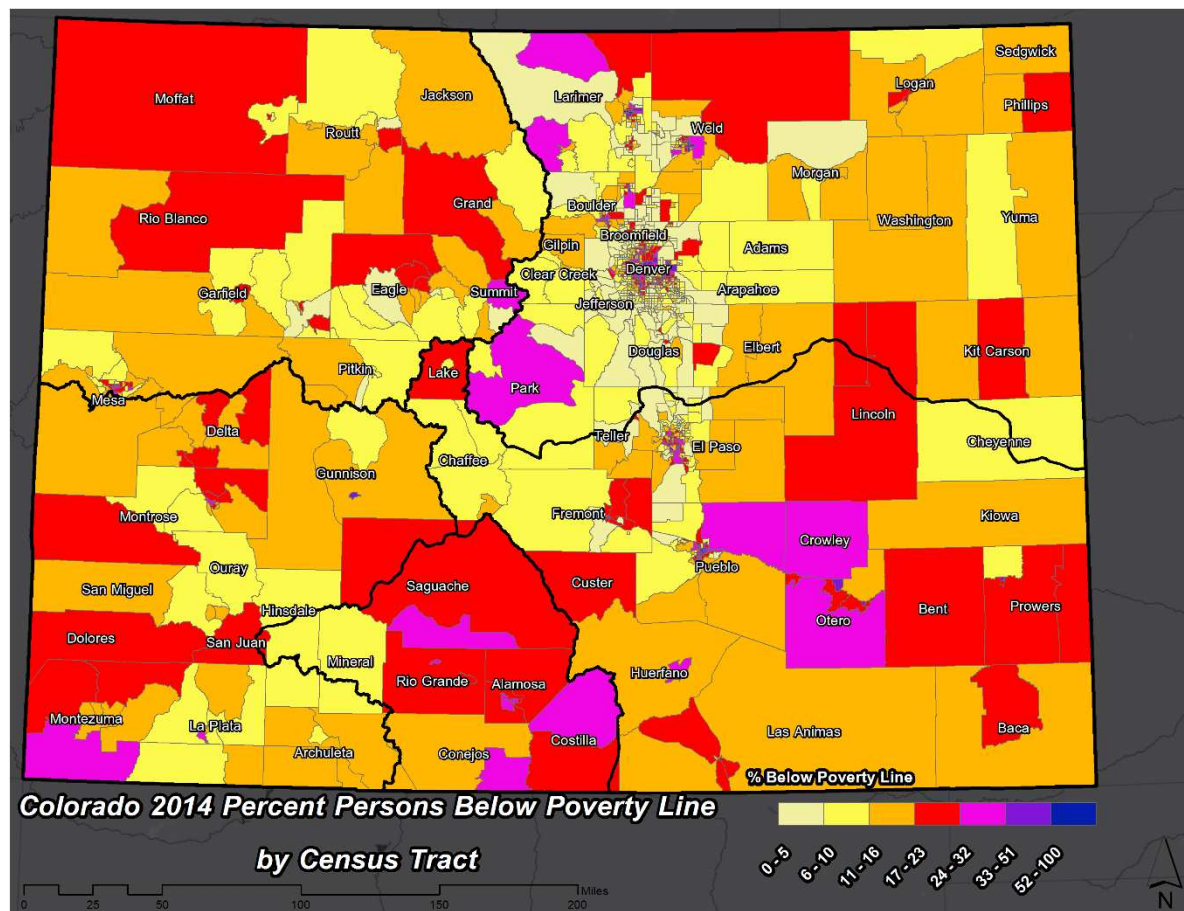 Sedgwick
Logan
Moffat
Jackson
Larimer
Phillips
Weld
Routt
Morgan
Grand
Boulder
Rio Blanco
Washington
Yuma
Broomfield
Gilpin
Adams
Clear Creek
Denver
Eagle
Summit
Arapahoe
Garfield
Jefferson
Douglas
Elbert
Kit Carson
Pitkin
Lake
Park
Mesa
Lincoln
Delta
Teller
El Paso
Cheyenne
Chaffee
Gunnison
Fremont
Montrose
Kiowa
Crowley
Ouray
Pueblo
San Miguel
Saguache
Custer
Hinsdale
Bent
Prowers
Otero
Dolores
San Juan
Mineral
Rio Grande
Alamosa
Huerfano
Montezuma
La Plata
Costilla
Las Animas
Baca
Archuleta
Conejos
% Below Poverty Line
0 - 5
6 - 10
11 - 16
17 - 23
24 - 32
33 - 51
52 - 100
Colorado 2014 Percent Persons Below Poverty Line
by Census Tract
Miles
0 25 50 100 150 200
N